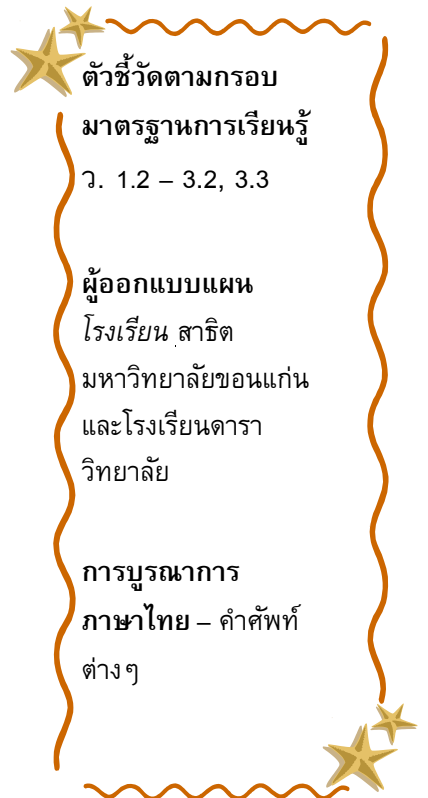 ตัวชี้วัดตามกรอบ
มาตรฐานการเรียนรู้
ว. 1.2 – 3.2, 3.3
ผู้ออกแบบแผน
โรงเรียน สาธิต
มหาวิทยาลัยขอนแก่น
และโรงเรียนดารา
วิทยาลัย
การบูรณาการ
ภาษาไทย – คำศัพท์
ต่างๆ